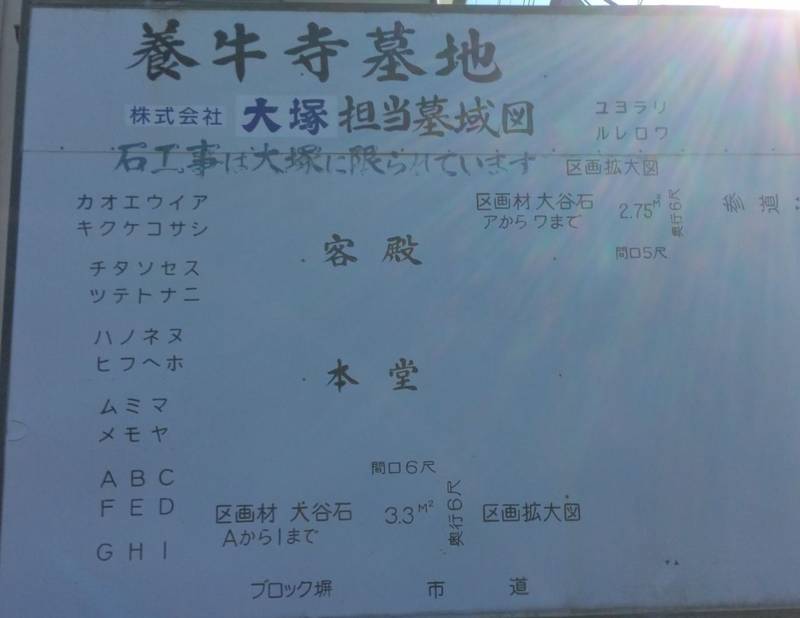 養牛寺墓地
株式会社 大塚 担当墓域図
ユヨラリ
ルレロワ
石工事は大塚に限られています
区画拡大図
カオエウイア
キクケコサシ
区画材 大谷石
アから ワまで
2.75㎡
奥行6尺
間口5尺
参道
客殿
チタソセス
ツテトナニ
ハノネヌ
ヒフヘホ
本堂
ムミマ
メモヤ
ABC
FED
GHI
間口6尺
区画材 大谷石
AからIまで
3.3M²
奥行6尺
区画拡大図
ブロック塀
市道